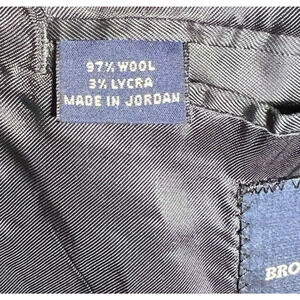 97% WOOL
3% LYCRA
MADE IN JORDAN
BRO